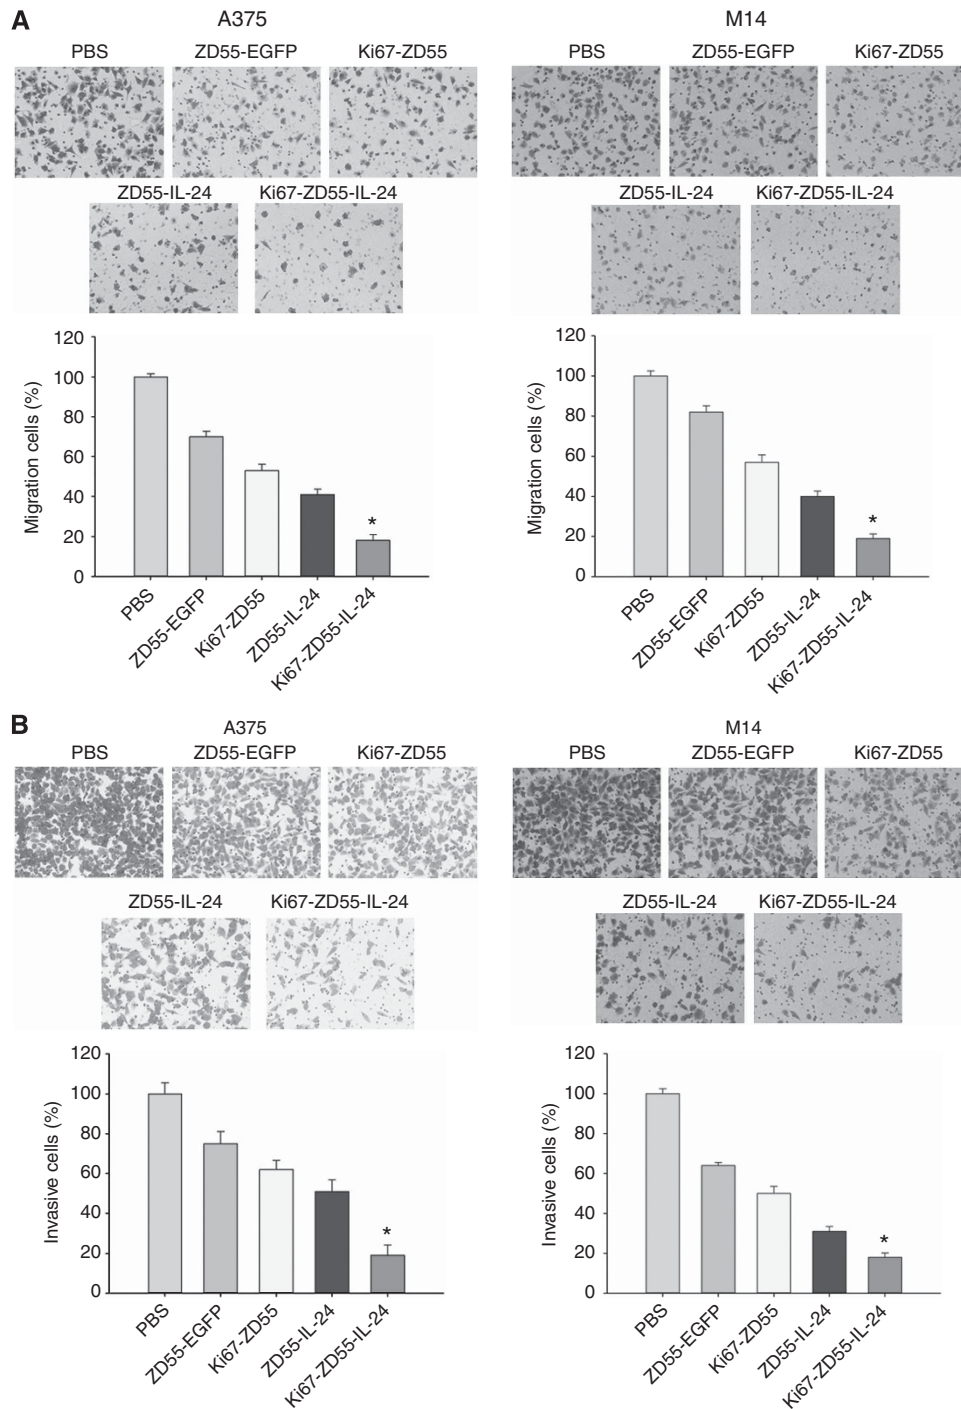 A
A375
M14
PBS ZD55-EGFP Ki67-ZD55
PBS ZD55-EGFP Ki67-ZD55
ZD55-IL-24 Ki67-ZD55-IL-24
ZD55-IL-24 Ki67-ZD55-IL-24
Migration cells (%)
120
100
80
60
40
20
0
*
PBS
ZD55-EGFP
Ki67-ZD55
ZD55-IL-24
Ki67-ZD55-IL-24
Migration cells (%)
120
100
80
60
40
20
0
*
PBS
ZD55-EGFP
Ki67-ZD55
ZD55-IL-24
Ki67-ZD55-IL-24
B
A375
M14
PBS ZD55-EGFP Ki67-ZD55
PBS ZD55-EGFP Ki67-ZD55
ZD55-IL-24 Ki67-ZD55-IL-24
ZD55-IL-24 Ki67-ZD55-IL-24
Invasive cells (%)
120
100
80
60
40
20
0
*
PBS
ZD55-EGFP
Ki67-ZD55
ZD55-IL-24
Ki67-ZD55-IL-24
Invasive cells (%)
120
100
80
60
40
20
0
*
PBS
ZD55-EGFP
Ki67-ZD55
ZD55-IL-24
Ki67-ZD55-IL-24